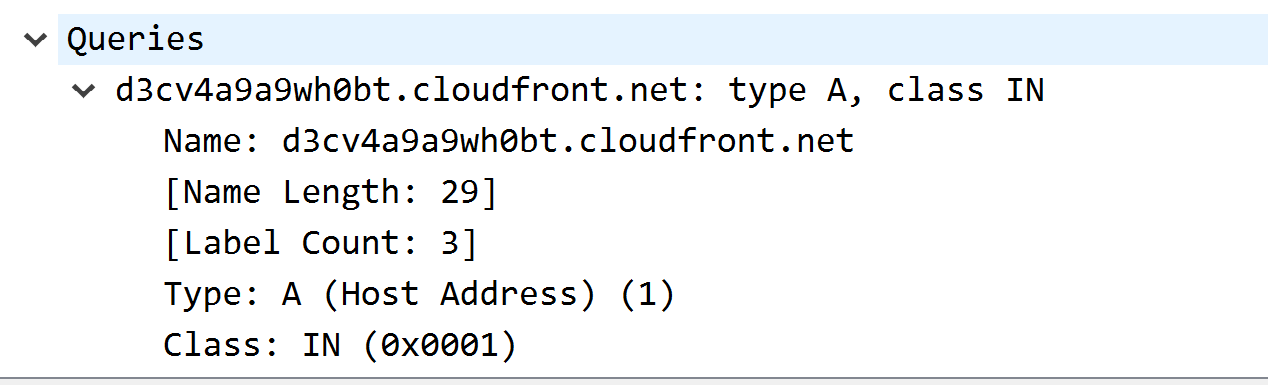 Queries
d3cv4a9a9wh0bt.cloudfront.net: type A, class IN
Name: d3cv4a9a9wh0bt.cloudfront.net
[Name Length: 29]
[Label Count: 3]
Type: A (Host Address) (1)
Class: IN (0x0001)